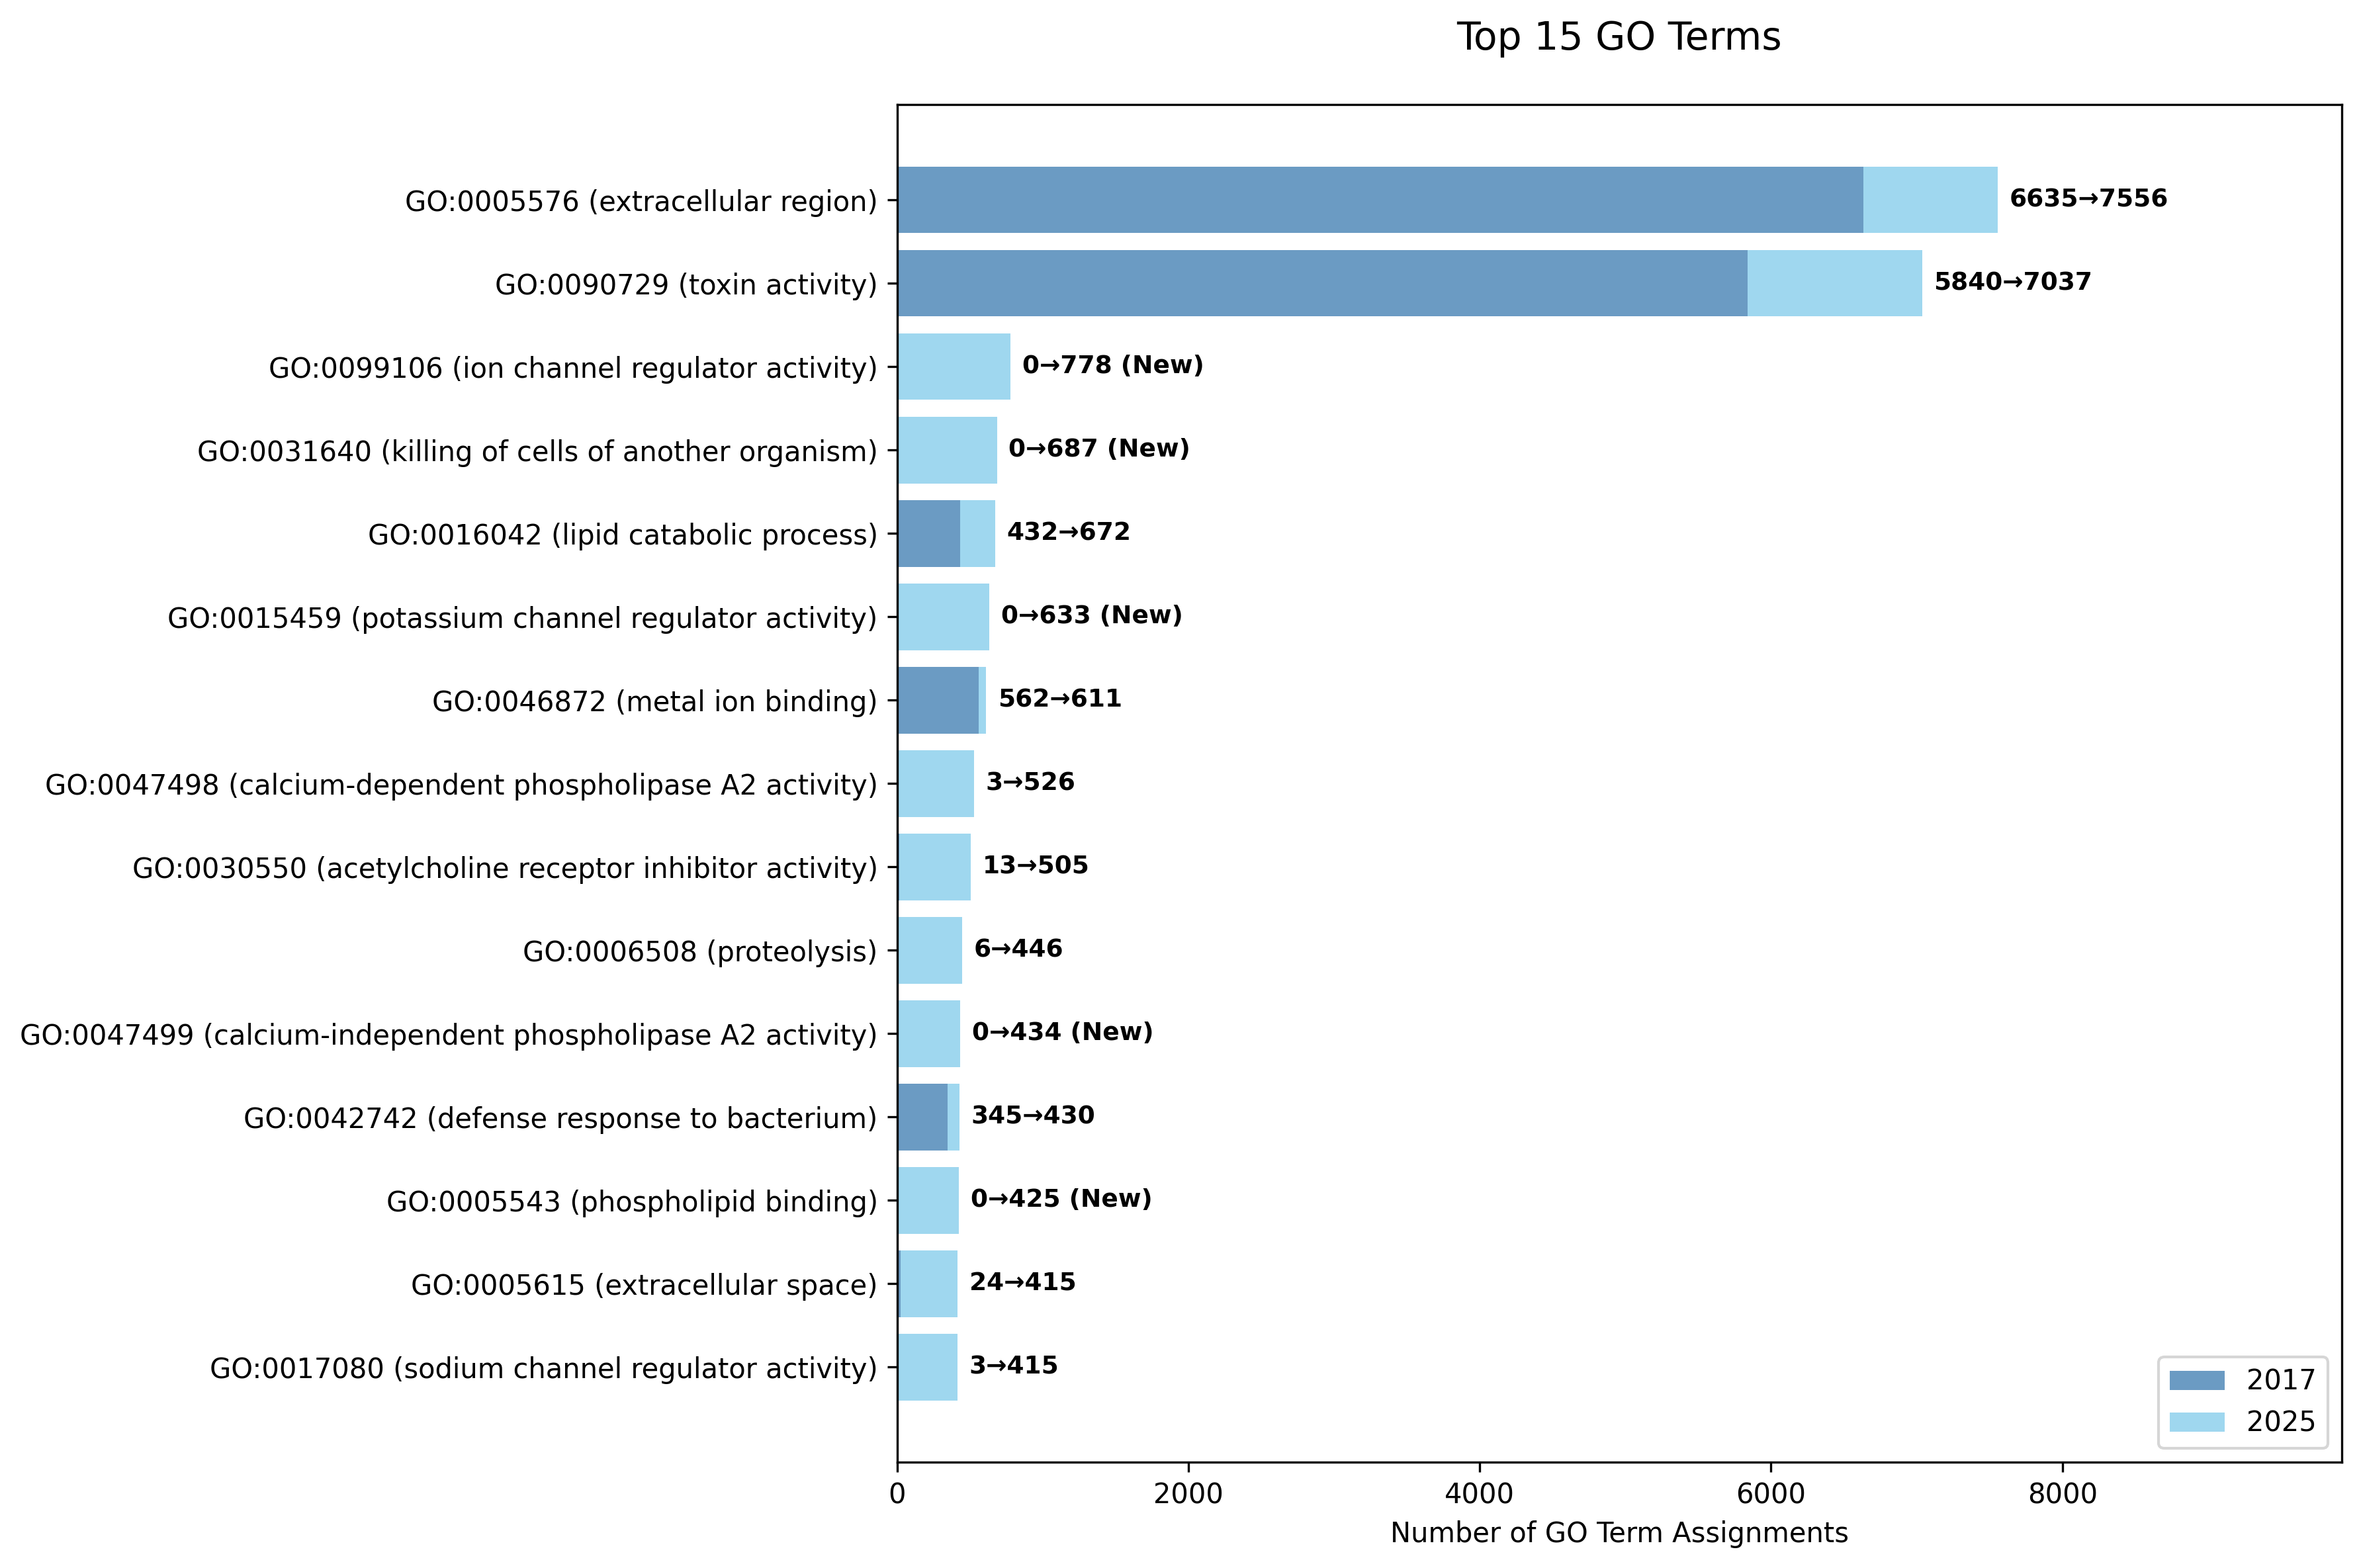 Top 15 GO Terms
GO:0005576 (extracellular region)
6635→7556
GO:0090729 (toxin activity)
5840→7037
GO:0099106 (ion channel regulator activity)
0→778 (New)
GO:0031640 (killing of cells of another organism)
0→687 (New)
GO:0016042 (lipid catabolic process)
432→672
GO:0015459 (potassium channel regulator activity)
0→633 (New)
GO:0046872 (metal ion binding)
562→611
GO:0047498 (calcium-dependent phospholipase A2 activity)
3→526
GO:0030550 (acetylcholine receptor inhibitor activity)
13→505
GO:0006508 (proteolysis)
6→446
GO:0047499 (calcium-independent phospholipase A2 activity)
0→434 (New)
GO:0042742 (defense response to bacterium)
345→430
GO:0005543 (phospholipid binding)
0→425 (New)
GO:0005615 (extracellular space)
24→415
GO:0017080 (sodium channel regulator activity)
3→415
2017
2025
0 2000 4000 6000 8000
Number of GO Term Assignments